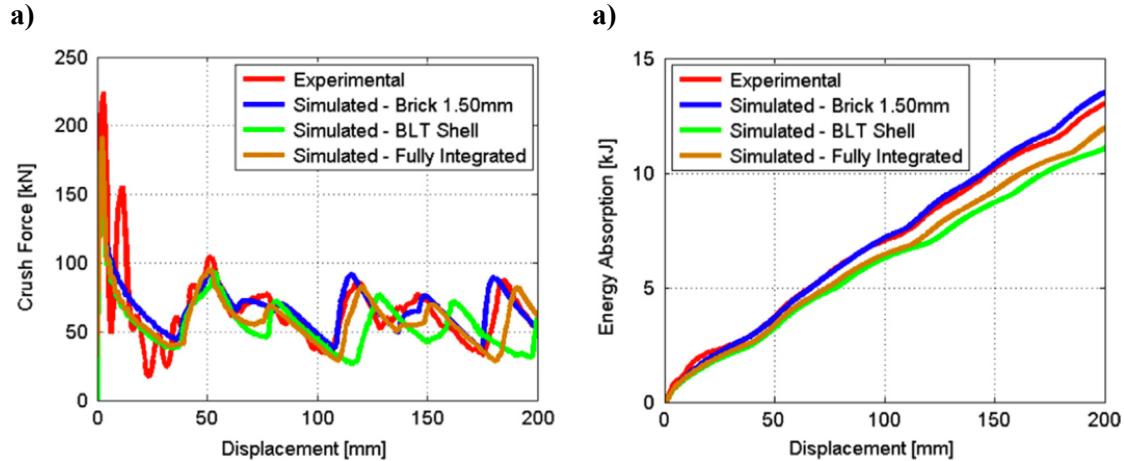 a)
250
200
150
100
50
0
Crush Force [kN]
Experimental
Simulated - Brick 1.50mm
Simulated - BLT Shell
Simulated - Fully Integrated
0 50 100 150 200
Displacement [mm]
a)
15
10
5
0
Energy Absorption [kJ]
Experimental
Simulated - Brick 1.50mm
Simulated - BLT Shell
Simulated - Fully Integrated
0 50 100 150 200
Displacement [mm]